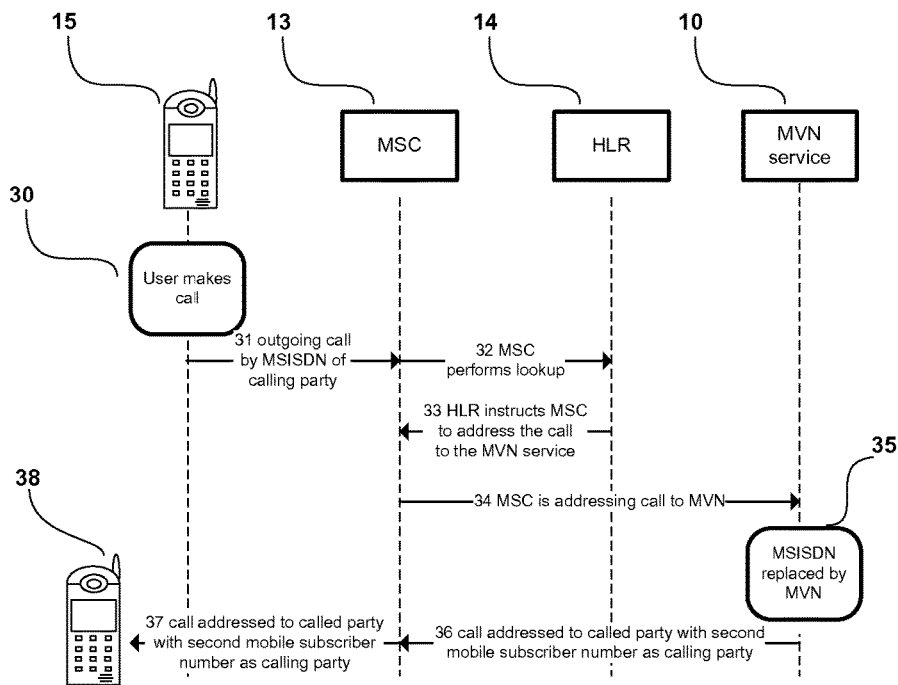 15
13
14
10
MSC
HLR
MVN
service
30
User makes
call
31 outgoing call
by MSISDN of
calling party
32 MSC
performs lookup
33 HLR instructs MSC
to address the call
to the MVN service
35
34 MSC is addressing call to MVN
38
MSISDN
replaced by
MVN
37 call addressed to called party
with second mobile subscriber
number as calling party
36 call addressed to called party with second
mobile subscriber number as calling party